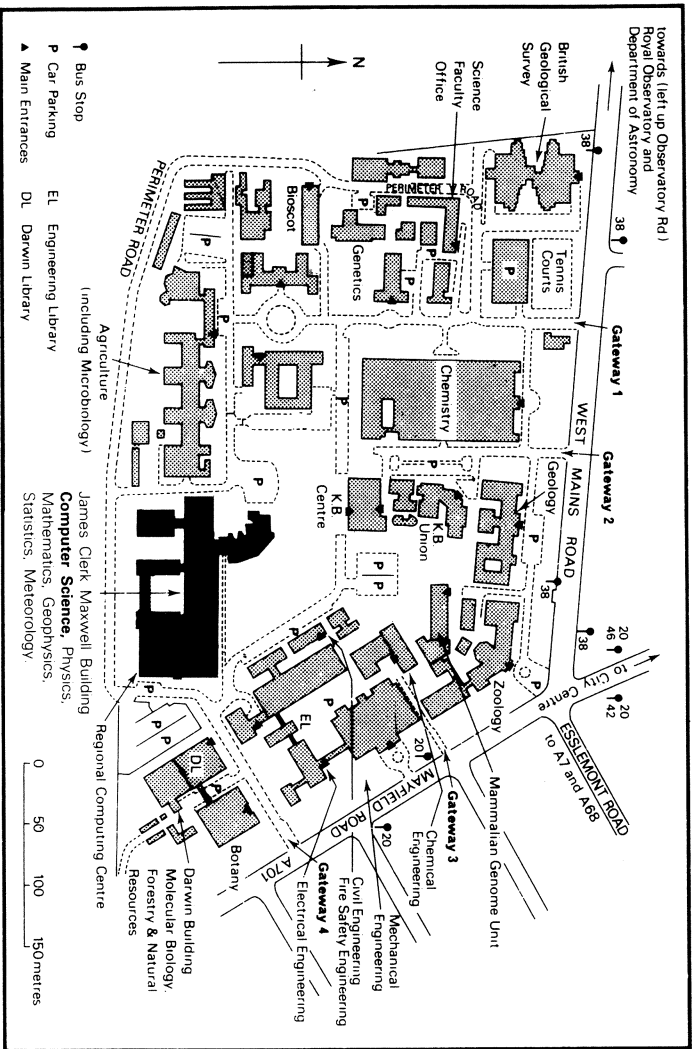 towards (left up Observatory Rd)
Royal Observatory and
Department of Astronomy
38
38
British
Geological
Survey
Science
Faculty
Office
N
Tennis
Courts
P
Gateway 1
WEST MAINS ROAD
Gateway 2
Geology
38
38
20
46
to City Centre
20
42
ESSLEMONT ROAD
to A7 and A68
PERIMETER ROAD
P
P
P
Genetics
Bioscot
Chemistry
P
P
K B
Union
K B
Centre
P
P
P P
Zoology
P
Mammalian Genome Unit
20
Gateway 3
Chemical
Engineering
MAYFIELD ROAD
20
Mechanical
Engineering
Civil Engineering
Fire Safety Engineering
Electrical Engineering
Gateway 4
A 701
P
P
EL
PERIMETER ROAD
P
P
P
Agriculture
(including Microbiology)
James Clerk Maxwell Building
Computer Science, Physics,
Mathematics, Geophysics,
Statistics, Meteorology
Regional Computing Centre
P
P
DL
P
Botany
Darwin Building
Molecular Biology.
Forestry & Natural
Resources
Bus Stop
P Car Parking
Main Entrances
EL Engineering Library
DL Darwin Library
0 50 100 150 metres